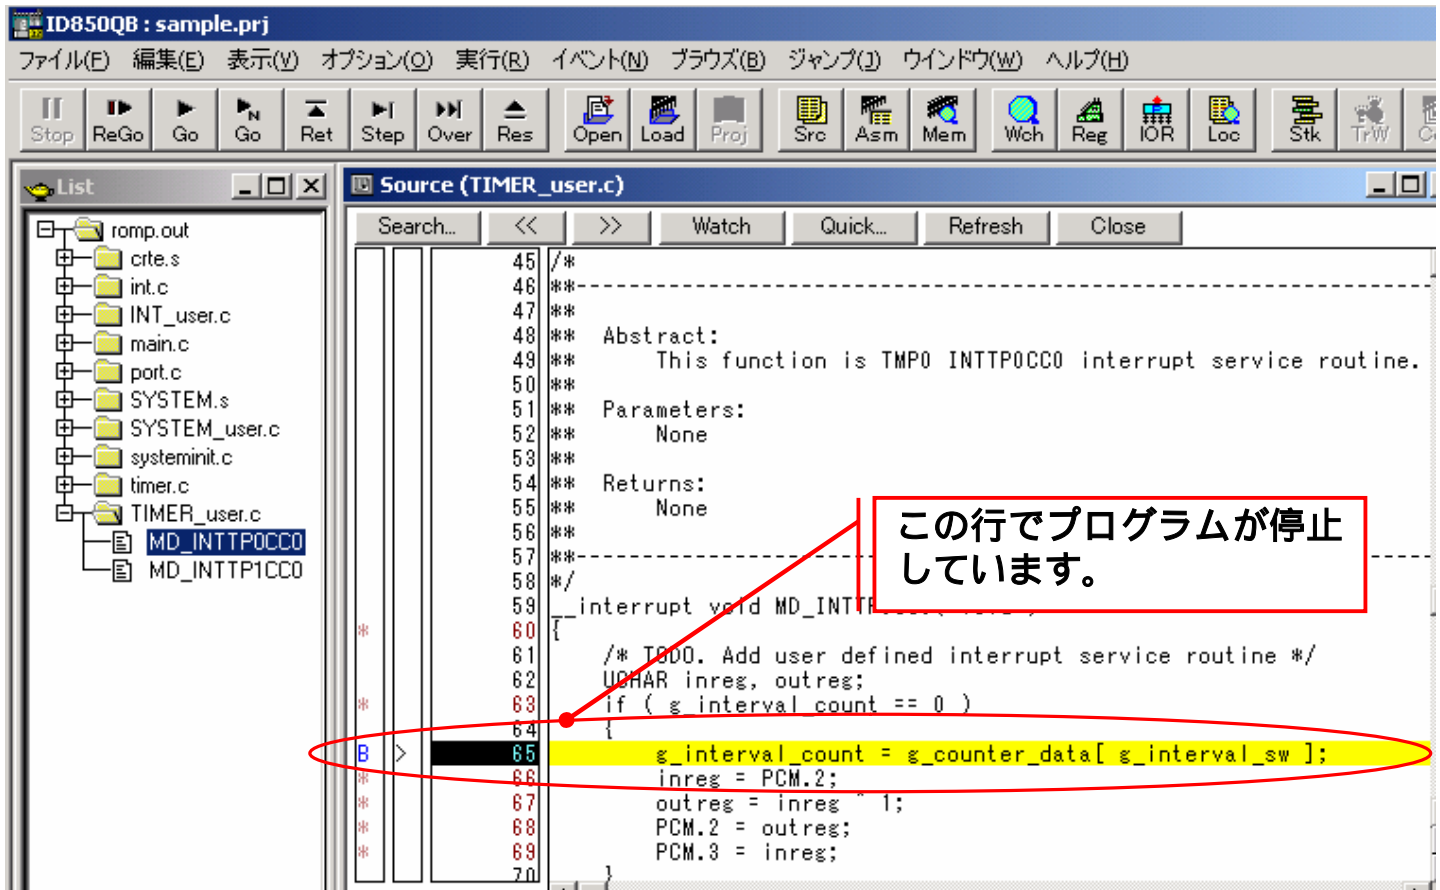 ID850QB : sample.prj
ファイル(F) 編集(E) 表示(V) オプション(O) 実行(R) イベント(N) ブラウズ(B) ジャンプ(J) ウインドウ(W) ヘルプ(H)
Stop ReGo Go Go Ret Step Over Res Open Load Proj Src Asm Mem Wch Reg IOR Loc Stk TrW
List
romp.out
crte.s
int.c
INT_user.c
main.c
port.c
SYSTEM.s
SYSTEM_user.c
systeminit.c
timer.c
TIMER_user.c
MD_INTTP0CC0
MD_INTTP1CC0
Source (TIMER_user.c)
Search... << >> Watch Quick... Refresh Close
45 /*
46 **--------------------------------------------------------------------
47 **
48 ** Abstract:
49 ** This function is TMP0 INTTP0CC0 interrupt service routine.
50 **
51 ** Parameters:
52 ** None
53 **
54 ** Returns:
55 ** None
56 **
57 **--------------------------------------------------------------------
58 */
59 __interrupt void
* 60 {
61 /* TODO. Add user defined interrupt service routine */
62 UCHAR inreg, outreg;
* 63 if ( g_interval_count == 0 )
64 {
B > 65 g_interval_count = g_counter_data[ g_interval_sw ];
* 66 inreg = PCM.2;
* 67 outreg = inreg ^ 1;
* 68 PCM.2 = outreg;
* 69 PCM.3 = inreg;
70 }
この行でプログラムが停止
しています。